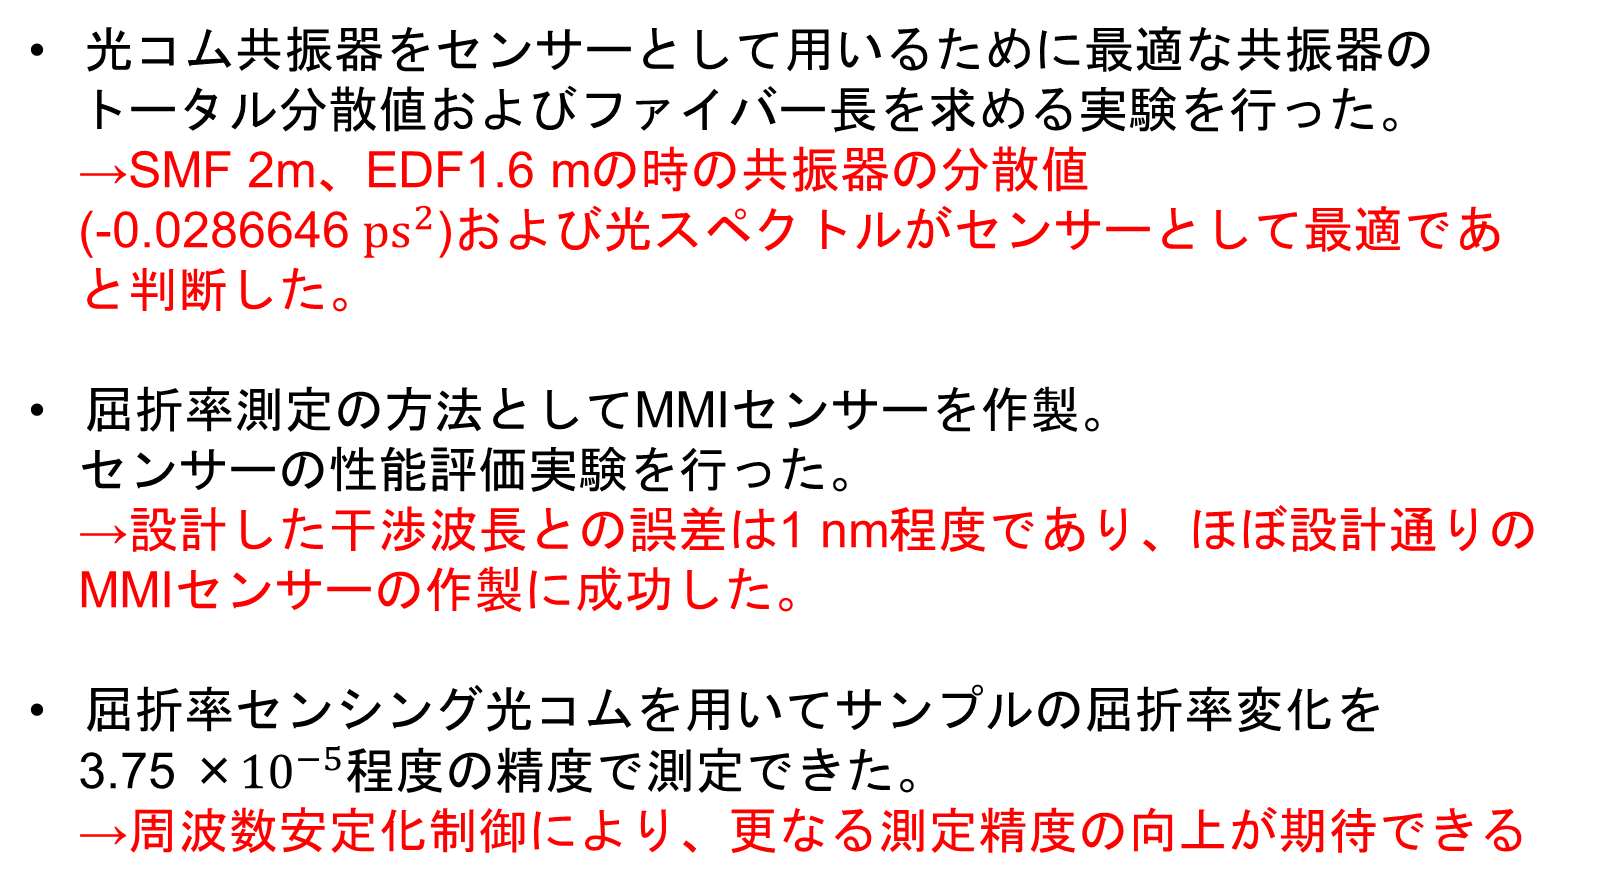 • 光コム共振器をセンサーとして用いるために最適な共振器の
トータル分散値およびファイバー長を求める実験を行った。
→SMF 2m、EDF1.6 mの時の共振器の分散値
(-0.0286646 ps²)および光スペクトルがセンサーとして最適であ
と判断した。
• 屈折率測定の方法としてMMIセンサーを作製。
センサーの性能評価実験を行った。
→設計した干渉波長との誤差は1 nm程度であり、ほぼ設計通りの
MMIセンサーの作製に成功した。
• 屈折率センシング光コムを用いてサンプルの屈折率変化を
3.75 ×10⁻⁵程度の精度で測定できた。
→周波数安定化制御により、更なる測定精度の向上が期待できる